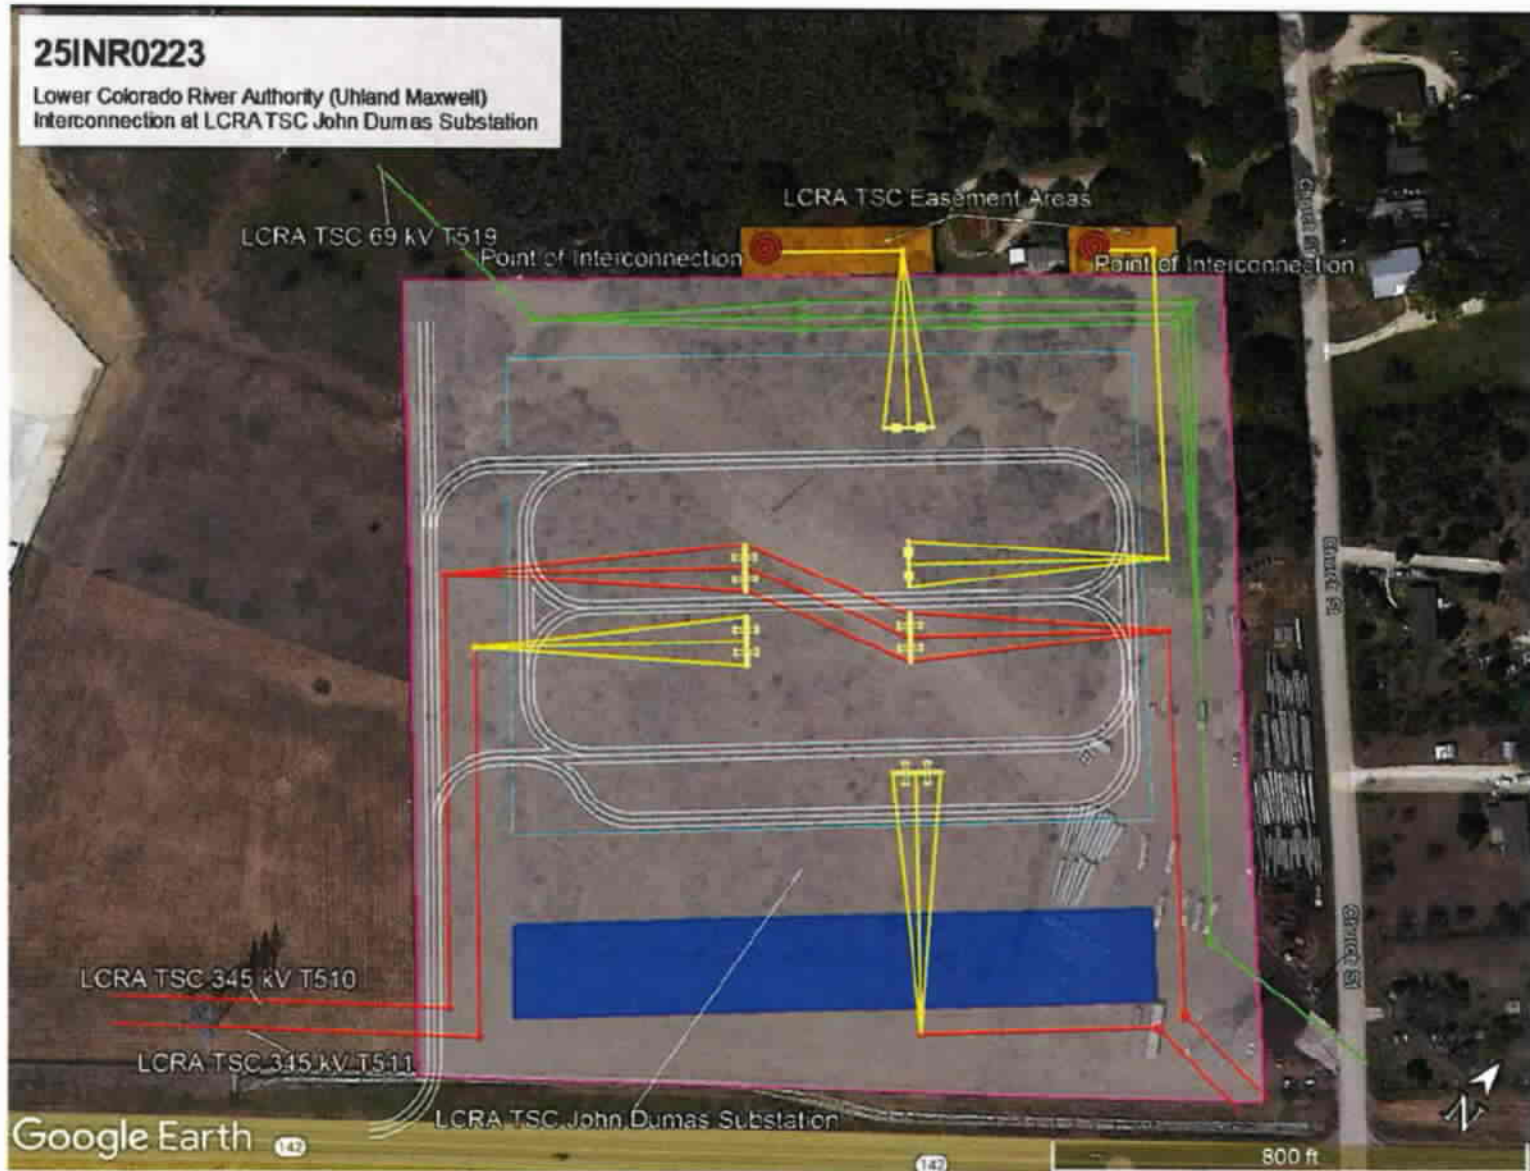 25INR0223
Lower Colorado River Authority (Uhland Maxwell)
Interconnection at LCRA TSC John Dumas Substation
LCRA TSC Easement Areas
LCRA TSC 69 kV T519
Point of Interconnection
Point of Interconnection
LCRA TSC 345 kV T510
LCRA TSC 345 kV T511
LCRA TSC John Dumas Substation
Google Earth
142
142
N
800 ft